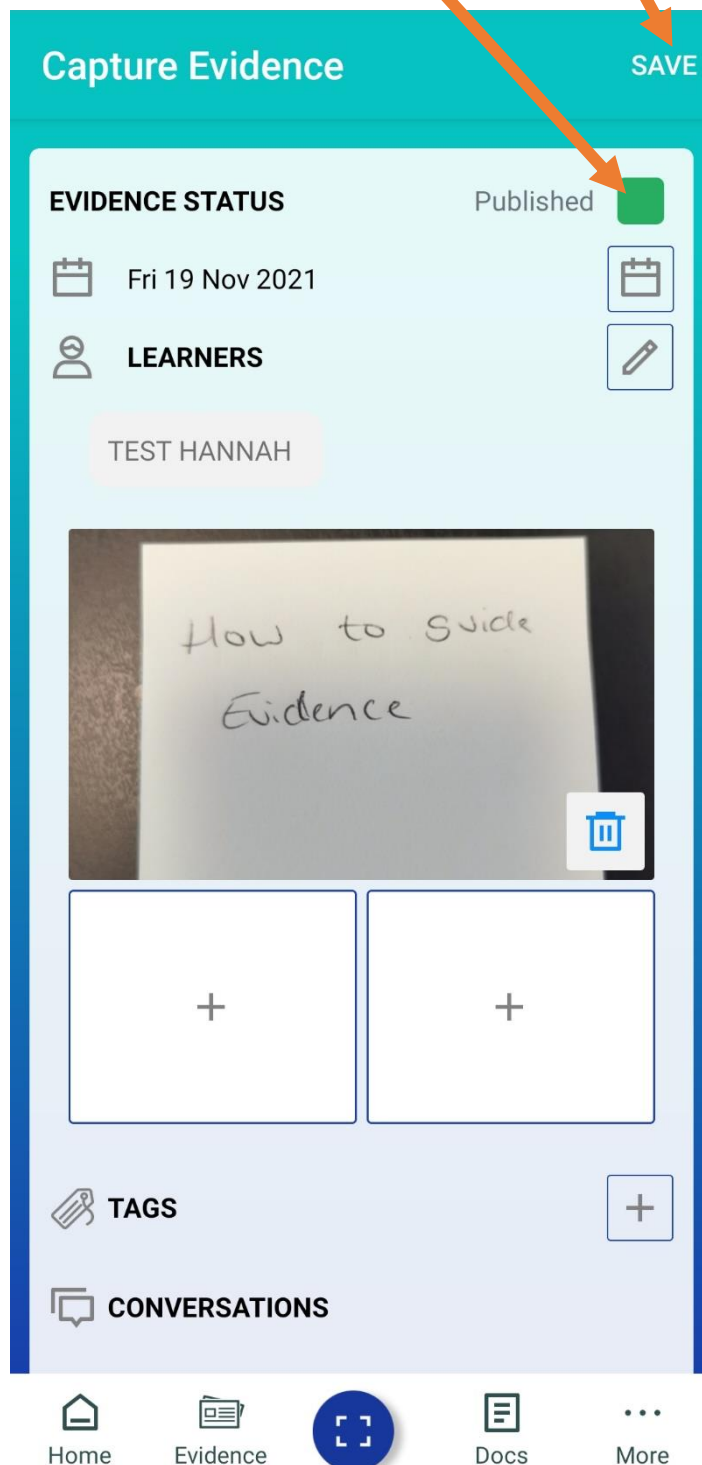 Capture Evidence SAVE
EVIDENCE STATUS Published
Fri 19 Nov 2021
LEARNERS
TEST HANNAH
How to guide
Evidence
+ +
TAGS +
CONVERSATIONS
Home Evidence Docs More